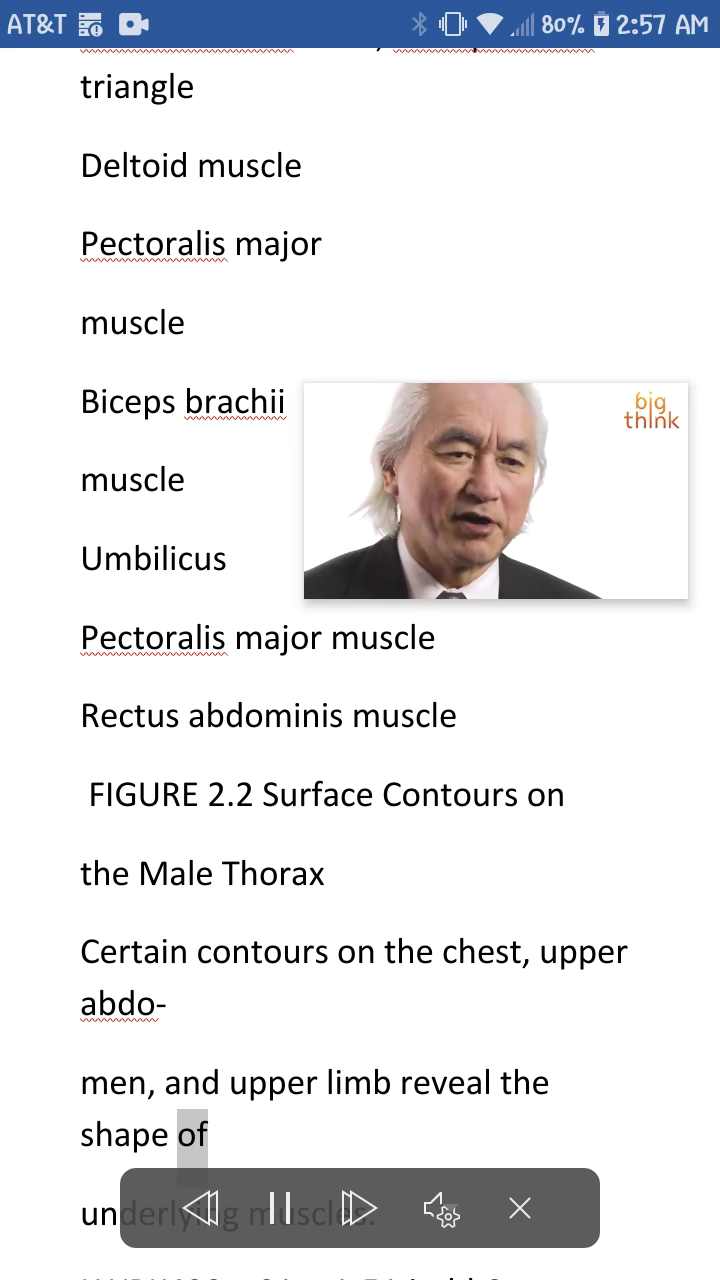 AT&T 80% 2:57 AM
triangle
Deltoid muscle
Pectoralis major
muscle
Biceps brachii
big
think
muscle
Umbilicus
Pectoralis major muscle
Rectus abdominis muscle
FIGURE 2.2 Surface Contours on
the Male Thorax
Certain contours on the chest, upper
abdo-
men, and upper limb reveal the
shape of
underlying muscles.